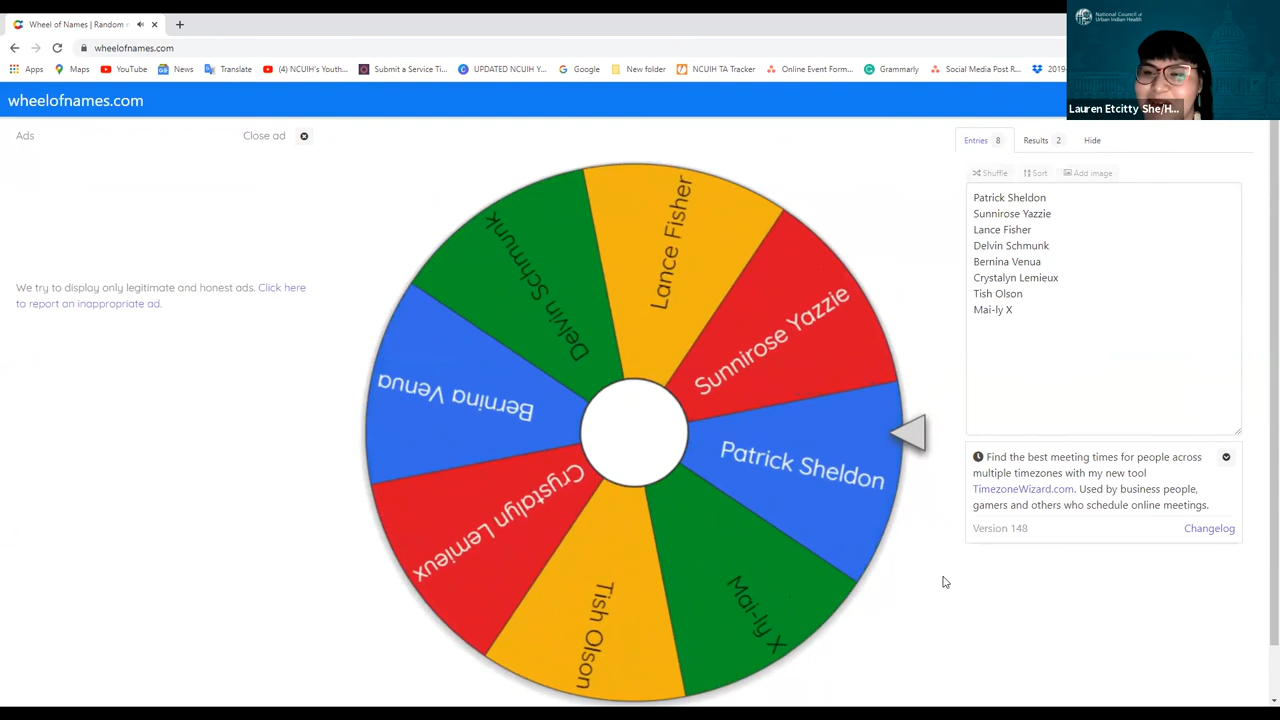 Wheel of Names | Random n
wheelofnames.com
Apps
Maps
YouTube
News
Translate
(4) NCUIH's Youth...
Submit a Service Ti...
UPDATED NCUIH Y...
Google
New folder
NCUIH TA Tracker
Online Event Form...
Grammarly
Social Media Post R...
2019-
National Council of
Urban Indian Health
Lauren Etcitty She/H...
wheelofnames.com
Ads
Close ad
We try to display only legitimate and honest ads. Click here
to report an inappropriate ad.
Lance Fisher
Sunnirose Yazzie
Patrick Sheldon
Mai-ly X
Tish Olson
Crystalyn Lemieux
Bernina Venua
Delvin Schmunk
Entries 8
Results 2
Hide
Shuffle
Sort
Add image
Patrick Sheldon
Sunnirose Yazzie
Lance Fisher
Delvin Schmunk
Bernina Venua
Crystalyn Lemieux
Tish Olson
Mai-ly X
Find the best meeting times for people across
multiple timezones with my new tool
TimezoneWizard.com. Used by business people,
gamers and others who schedule online meetings.
Version 148
Changelog